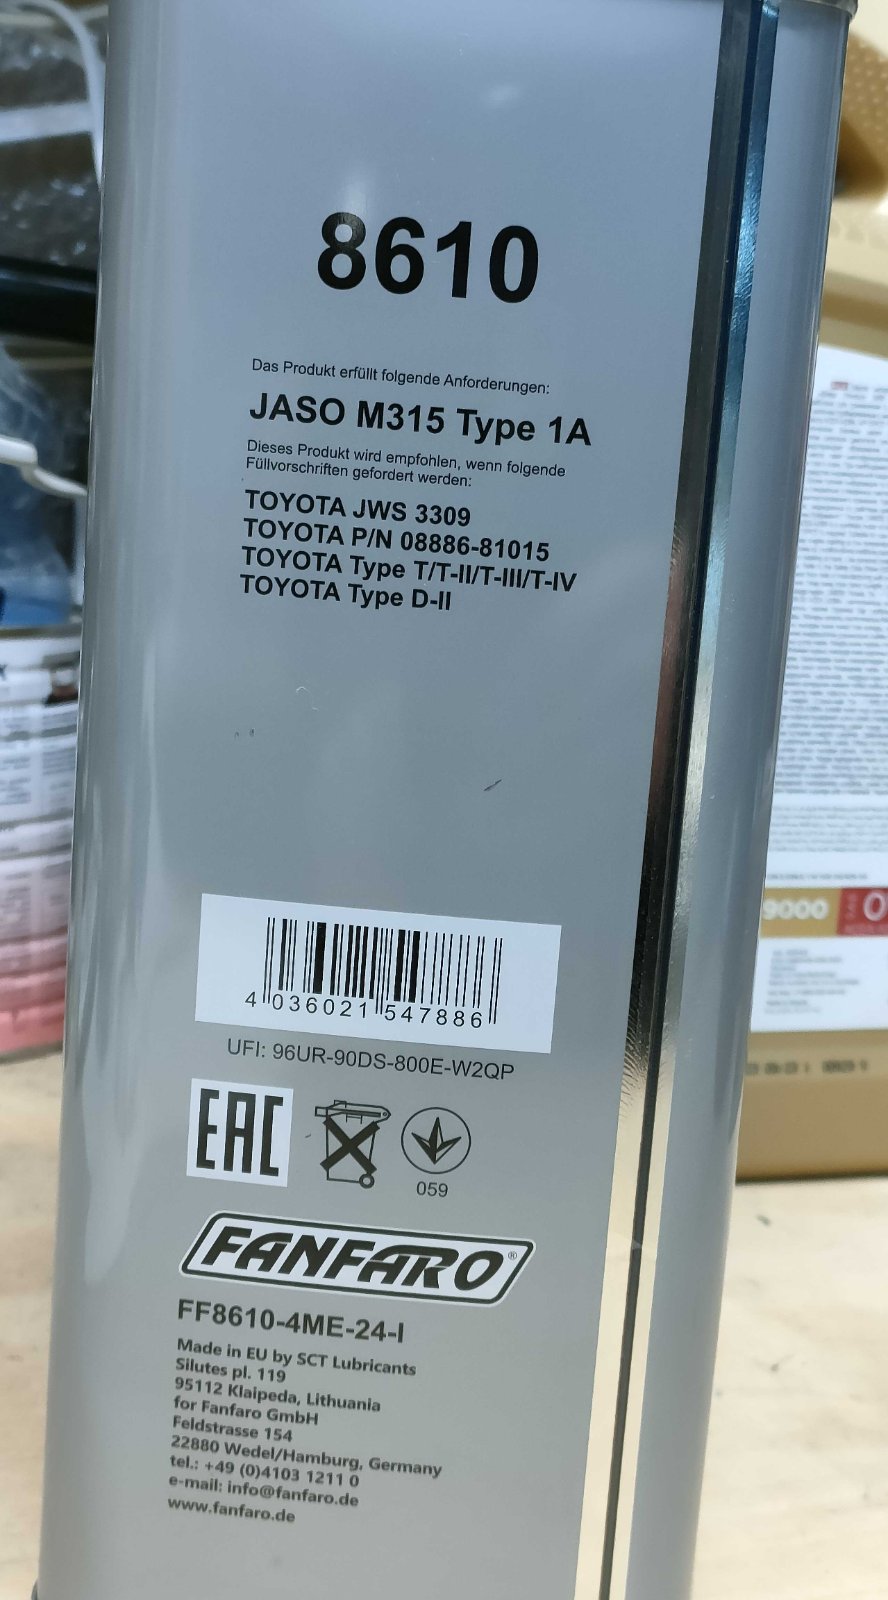 8610
Das Produkt erfüllt folgende Anforderungen:
JASO M315 Type 1A
Dieses Produkt wird empfohlen, wenn folgende
Füllvorschriften gefordert werden:
TOYOTA JWS 3309
TOYOTA P/N 08886-81015
TOYOTA Type T/T-II/T-III/T-IV
TOYOTA Type D-II
4 036021 547886
UFI: 96UR-90DS-800E-W2QP
EAC
059
FANFARO®
FF8610-4ME-24-I
Made in EU by SCT Lubricants
Silutes pl. 119
95112 Klaipeda, Lithuania
for Fanfaro GmbH
Feldstrasse 154
22880 Wedel/Hamburg, Germany
tel.: +49 (0)4103 1211 0
e-mail: info@fanfaro.de
www.fanfaro.de
9000